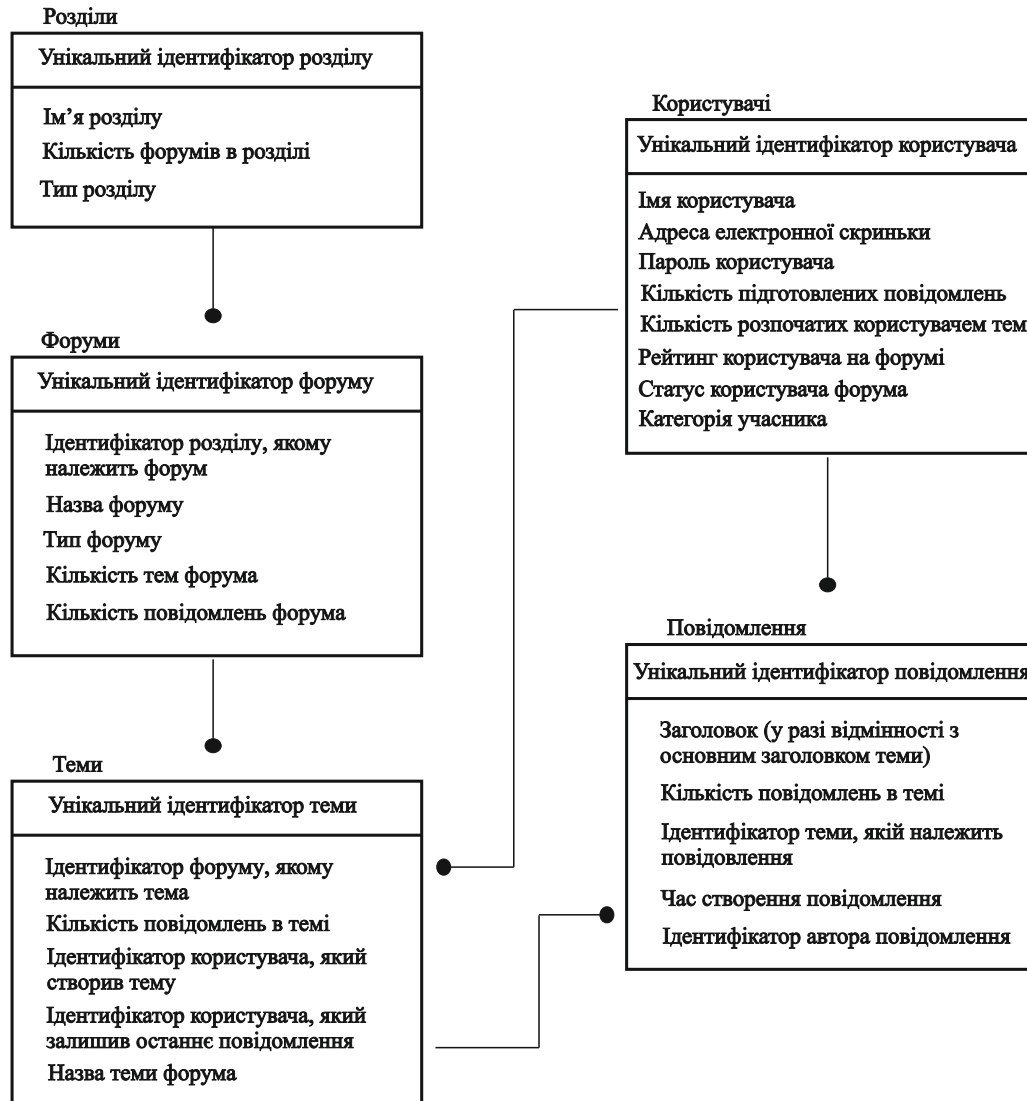 Розділи
Унікальний ідентифікатор розділу
Ім’я розділу
Кількість форумів в розділі
Тип розділу
Форуми
Унікальний ідентифікатор форуму
Ідентифікатор розділу, якому
належить форум
Назва форуму
Тип форуму
Кількість тем форума
Кількість повідомлень форума
Теми
Унікальний ідентифікатор теми
Ідентифікатор форуму, якому
належить тема
Кількість повідомлень в темі
Ідентифікатор користувача, який
створив тему
Ідентифікатор користувача, який
залишив останнє повідомлення
Назва теми форума
Користувачі
Унікальний ідентифікатор користувача
Імя користувача
Адреса електронної скриньки
Пароль користувача
Кількість підготовлених повідомлень
Кількість розпочатих користувачем тем
Рейтинг користувача на форумі
Статус користувача форума
Категорія учасника
Повідомлення
Унікальний ідентифікатор повідомлення
Заголовок (у разі відмінності з
основним заголовком теми)
Кількість повідомлень в темі
Ідентифікатор теми, якій належить
повідовлення
Час створення повідомлення
Ідентифікатор автора повідомлення